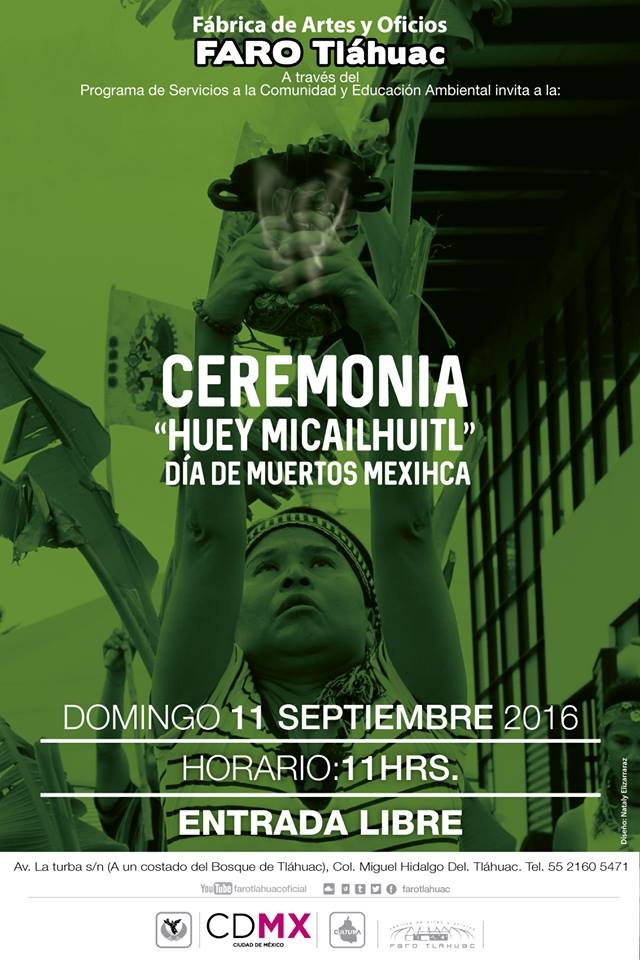 Fábrica de Artes y Oficios
FARO Tláhuac
A través del
Programa de Servicios a la Comunidad y Educación Ambiental invita a la:
CEREMONIA
“HUEY MICAILHUITL”
DÍA DE MUERTOS MEXIHCA
DOMINGO 11 SEPTIEMBRE 2016
HORARIO:11HRS.
ENTRADA LIBRE
Diseño: Nataly Elizarraraz
Av. La turba s/n (A un costado del Bosque de Tláhuac), Col. Miguel Hidalgo Del. Tláhuac. Tel. 55 2160 5471
YouTube farotlahuacoficial farotlahuac
CDMX
CIUDAD DE MÉXICO
CULTURA
FARO TLÁHUAC